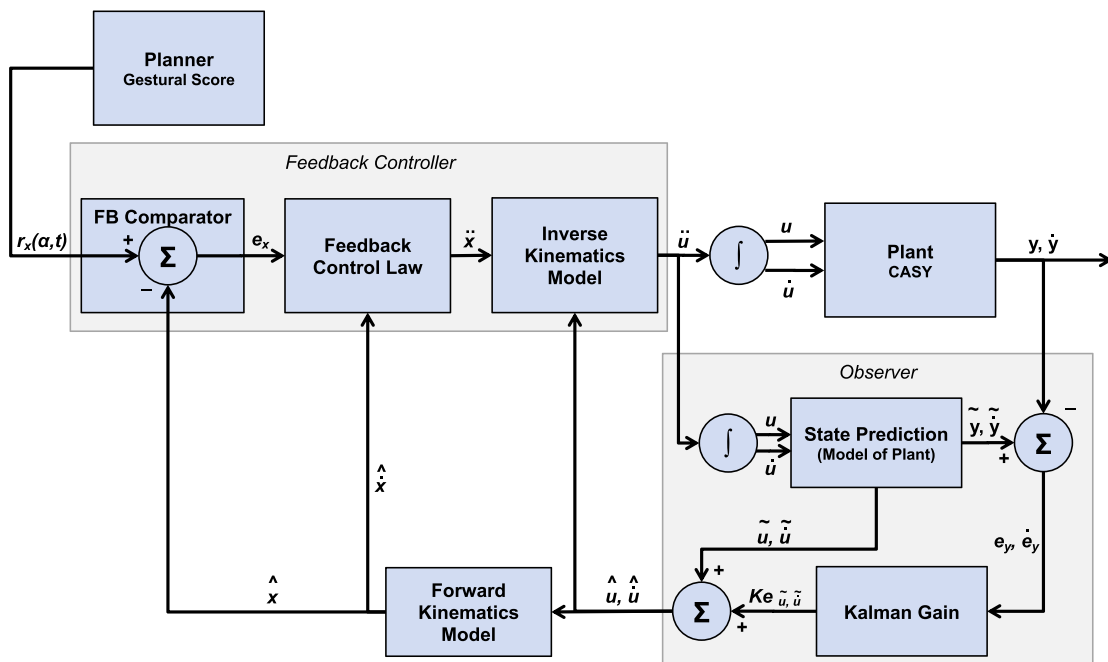 Planner
Gestural Score
Feedback Controller
FB Comparator
r_x(α,t)
+
Σ
−
e_x
Feedback
Control Law
ẍ
Inverse
Kinematics
Model
ü
∫
u
u̇
Plant
CASY
y, ẏ
Observer
∫
u
u̇
State Prediction
(Model of Plant)
ỹ, ẏ̃
+
−
Σ
ẋ̂
ũ, u̇̃
e_y, ė_y
x̂
Forward
Kinematics
Model
û, u̇̂
+
Σ
+
Ke_ũ, u̇̃
Kalman Gain